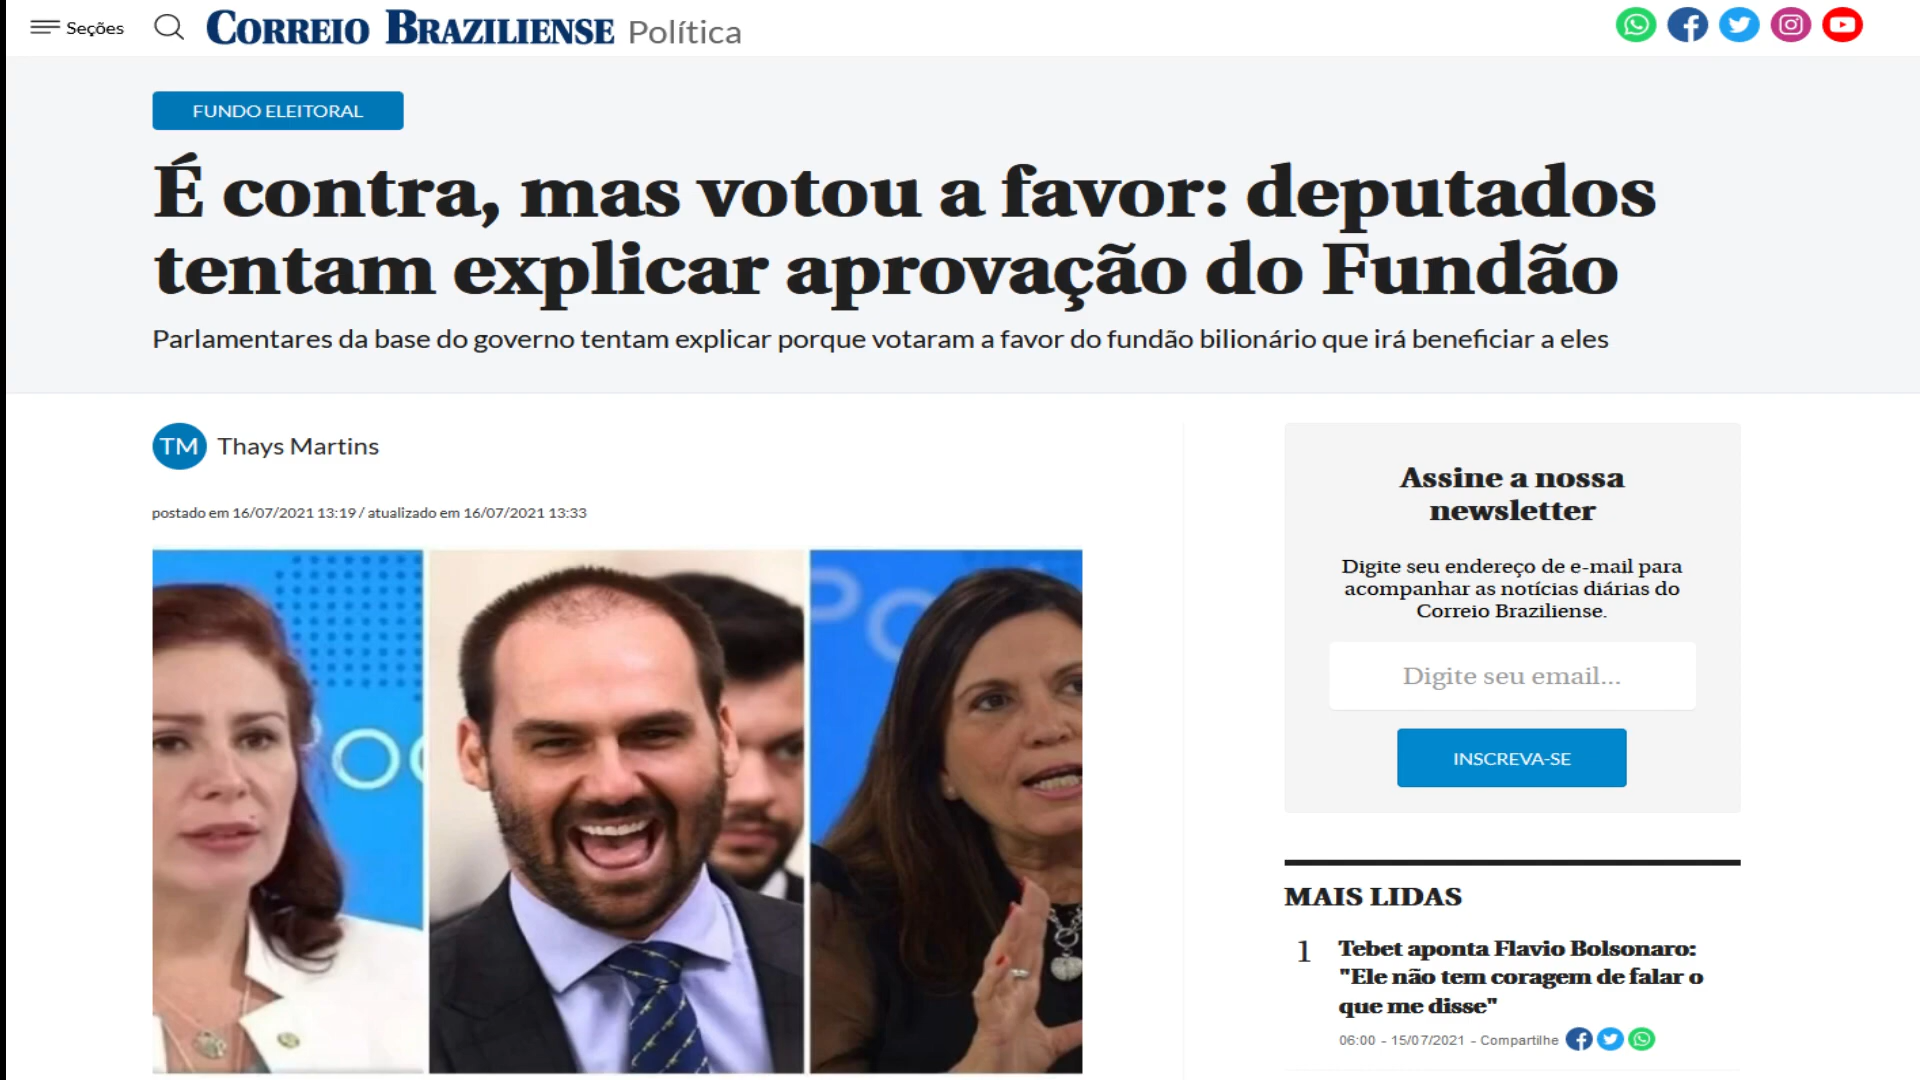 Seções
CORREIO BRAZILIENSE Política
FUNDO ELEITORAL
É contra, mas votou a favor: deputados
tentam explicar aprovação do Fundão
Parlamentares da base do governo tentam explicar porque votaram a favor do fundão bilionário que irá beneficiar a eles
TM Thays Martins
postado em 16/07/2021 13:19 / atualizado em 16/07/2021 13:33
Assine a nossa
newsletter
Digite seu endereço de e-mail para
acompanhar as notícias diárias do
Correio Braziliense.
Digite seu email...
INSCREVA-SE
MAIS LIDAS
1 Tebet aponta Flavio Bolsonaro:
"Ele não tem coragem de falar o
que me disse"
06:00 - 15/07/2021 - Compartilhe